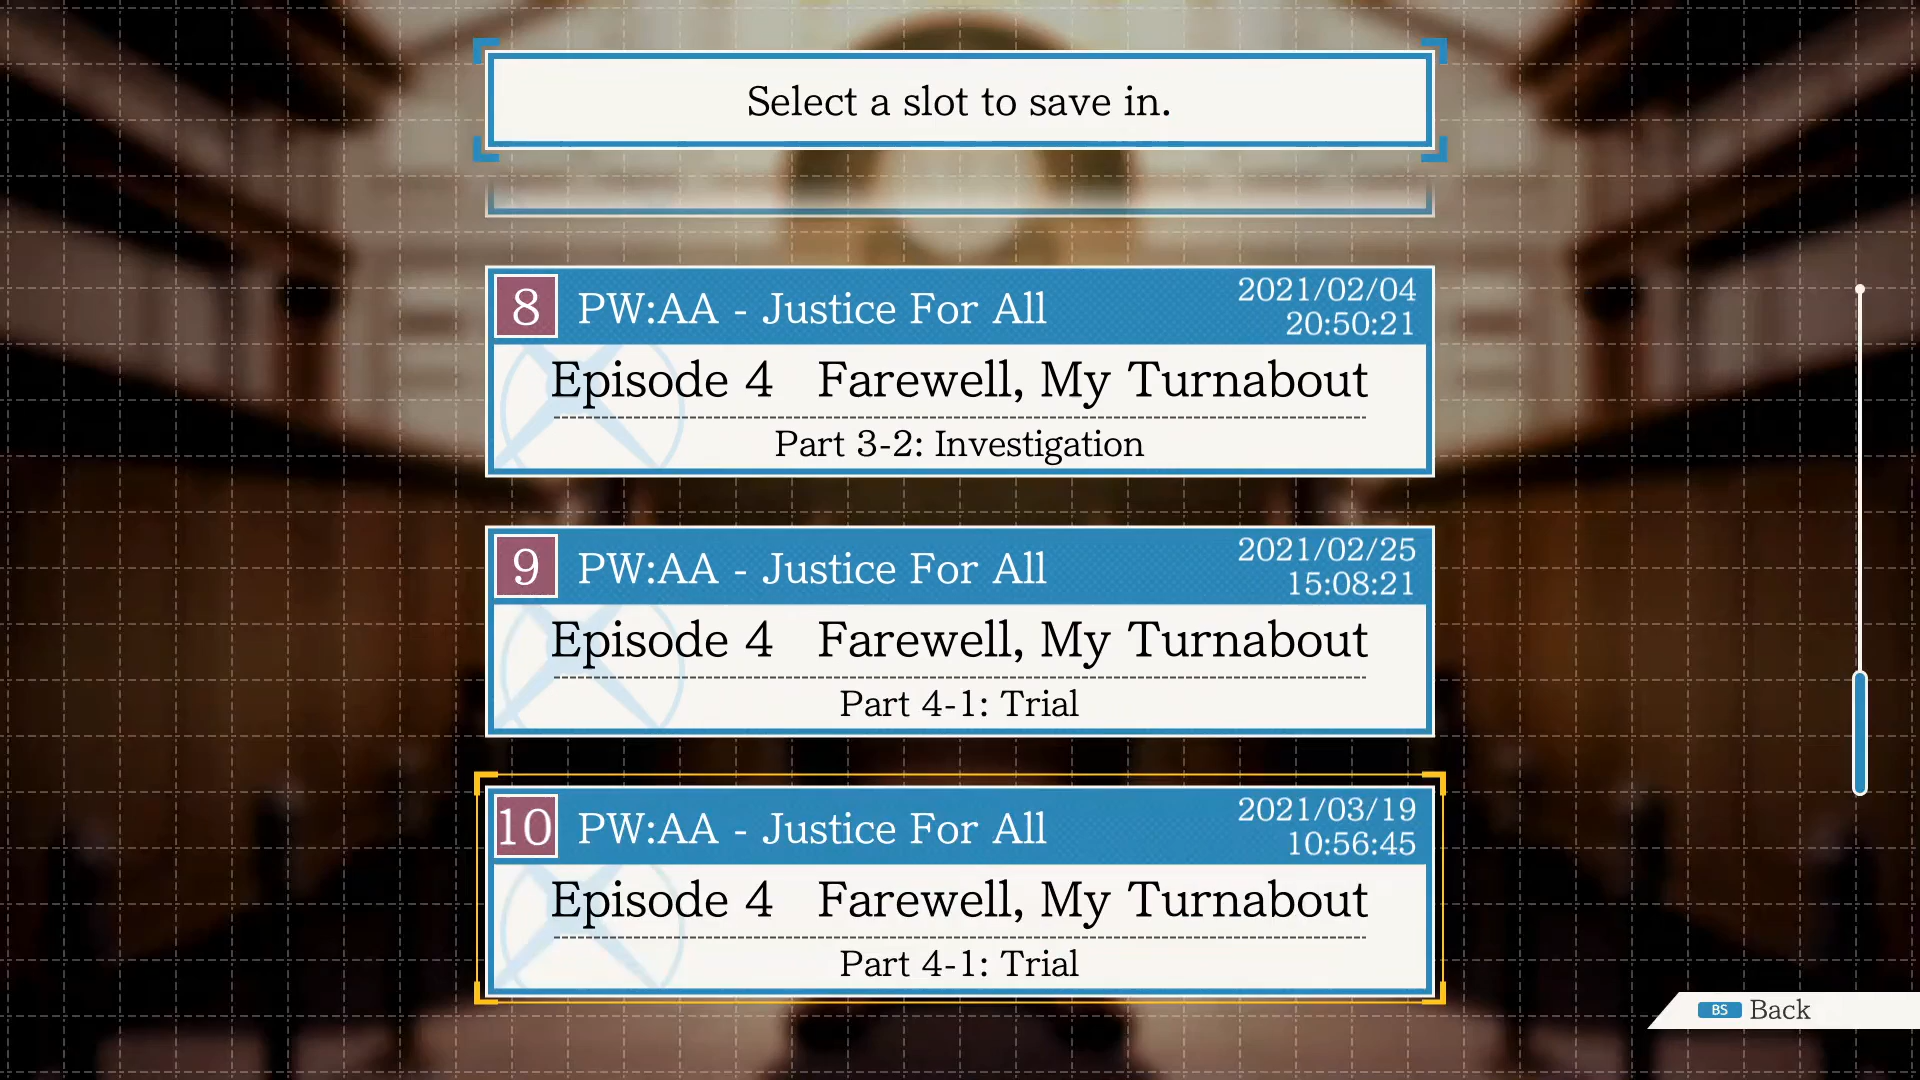 Select a slot to save in.
8 PW:AA - Justice For All 2021/02/04
20:50:21
Episode 4 Farewell, My Turnabout
Part 3-2: Investigation
9 PW:AA - Justice For All 2021/02/25
15:08:21
Episode 4 Farewell, My Turnabout
Part 4-1: Trial
10 PW:AA - Justice For All 2021/03/19
10:56:45
Episode 4 Farewell, My Turnabout
Part 4-1: Trial
BS Back